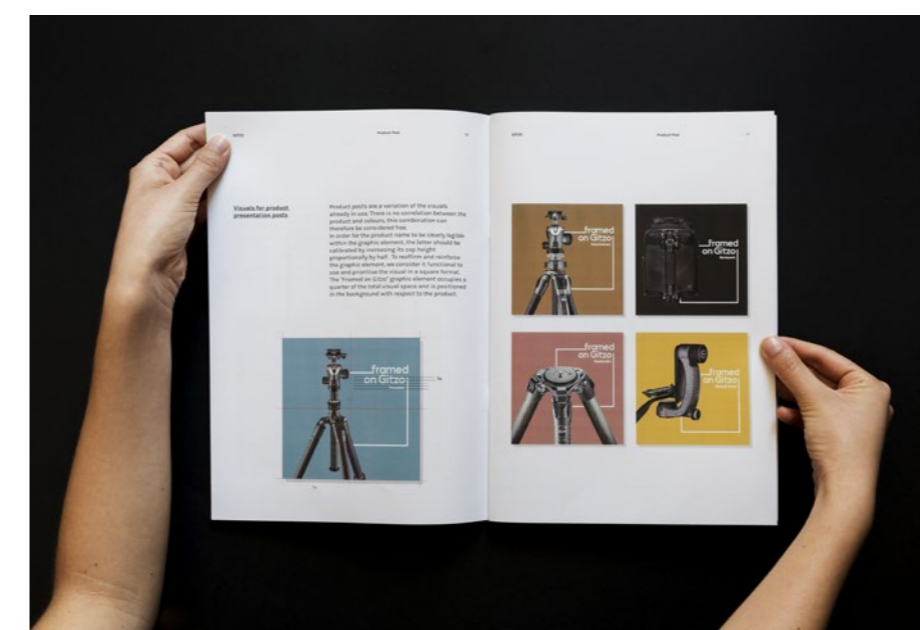 GITZO
Product Post
Visuals for product
presentation posts
Product posts are a variation of the visuals
already in use. There is no correlation between the
product and colours, this combination can
therefore be considered free.
In order for the product name to be clearly legible
within the graphic element, the latter should be
calibrated by increasing its cap height
proportionally by half. To reaffirm and reinforce
the graphic element, we consider it functional to
use and prioritise the visual in a square format.
The "Framed on Gitzo" graphic element occupies a
quarter of the total visual space and is positioned
in the background with respect to the product.
framed
on Gitzo
GITZO
Product Post
framed
on Gitzo
framed
on Gitzo
framed
on Gitzo
framed
on Gitzo